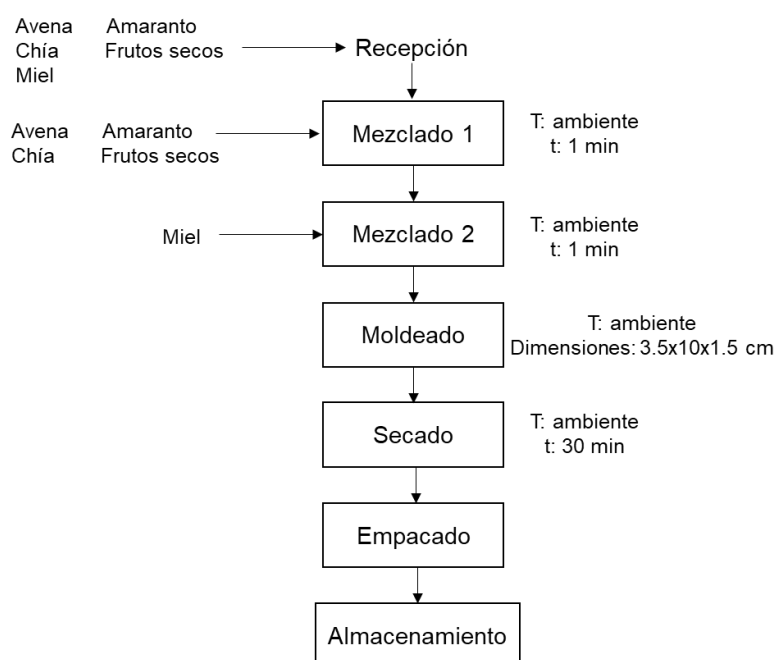 Avena Amaranto
Chía Frutos secos
Miel
Recepción
Avena Amaranto
Chía Frutos secos
Mezclado 1
T: ambiente
t: 1 min
Miel
Mezclado 2
T: ambiente
t: 1 min
Moldeado
T: ambiente
Dimensiones: 3.5x10x1.5 cm
Secado
T: ambiente
t: 30 min
Empacado
Almacenamiento